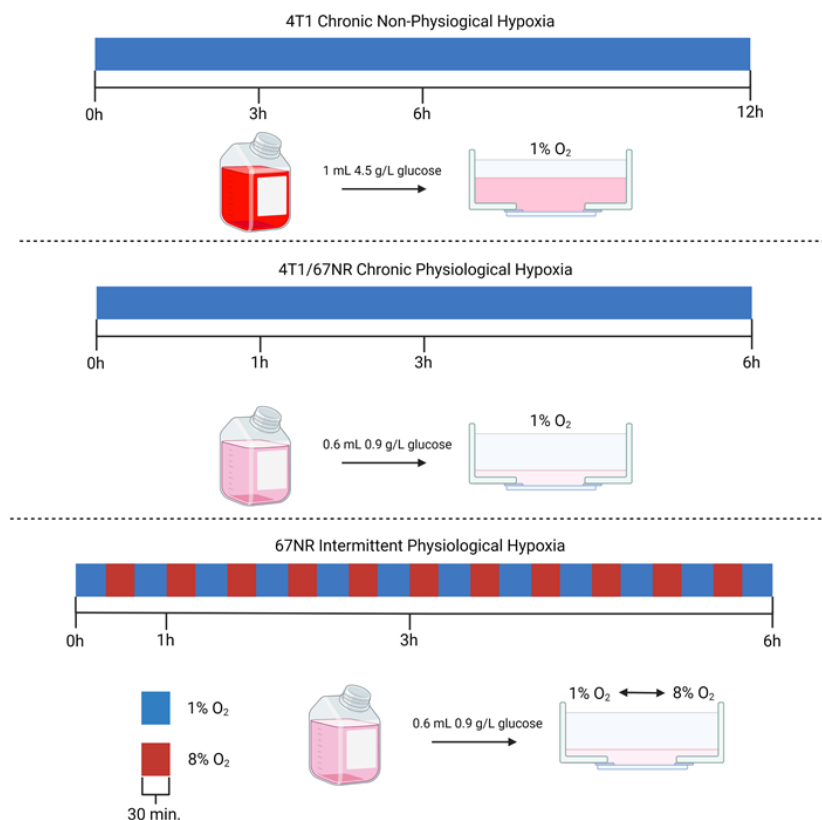 4T1 Chronic Non-Physiogical Hypoxia
0h 3h 6h 12h
1 mL 4.5 g/L glucose
1% O₂
4T1/67NR Chronic Physiological Hypoxia
0h 1h 3h 6h
0.6 mL 0.9 g/L glucose
1% O₂
67NR Intermittent Physiological Hypoxia
0h 1h 3h 6h
1% O₂
8% O₂
30 min.
0.6 mL 0.9 g/L glucose
1% O₂ 8% O₂